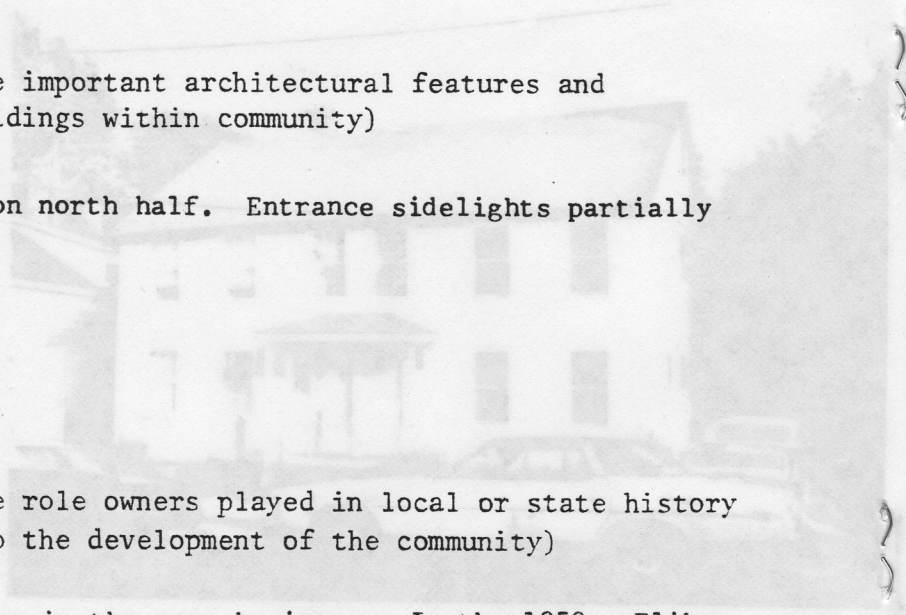 e important architectural features and
ldings within community)
on north half. Entrance sidelights partially
e role owners played in local or state history
o the development of the community)